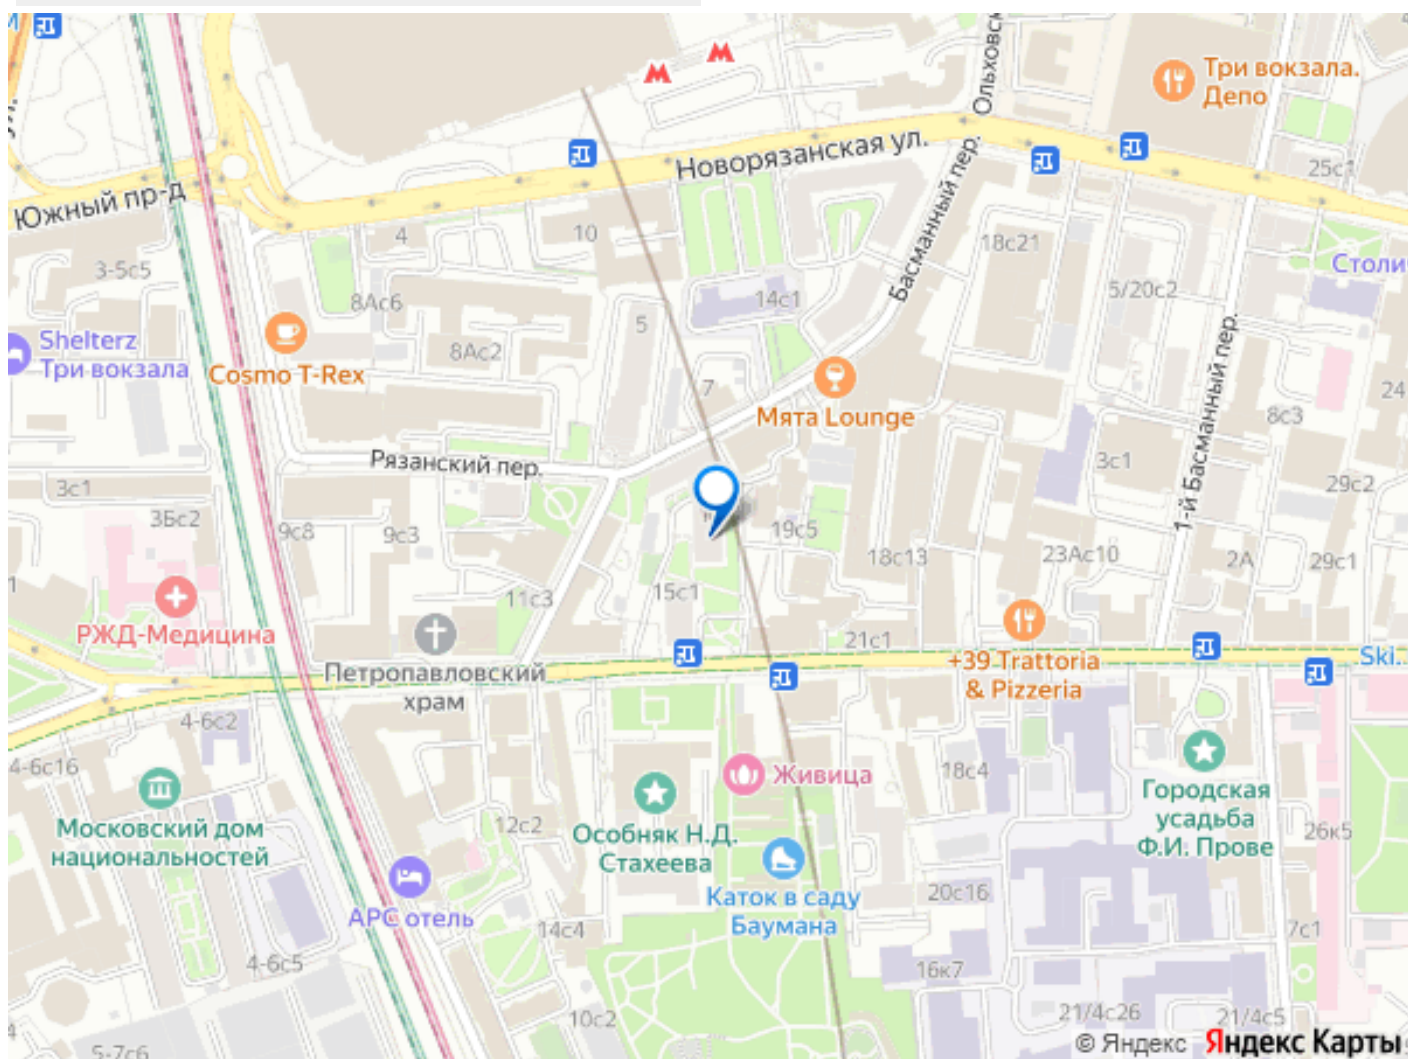 М
М
М
Три вокзала.
Депо
Ольховск
ул.
Новорязанская ул.
25с1
Южный пр-д
Басманный пер.
4
10
18с21
Столич
3-5с5
5/20с2
8Ас6
14с1
5
Shelterz
Три вокзала
8Ас2
Cosmo T-Rex
7
24
Мята Lounge
8с3
1-й Басманный пер.
Рязанский пер.
3с1
3с1
29с2
3Бс2
9с8
9с3
19с5
18с13
23Ас10
2А
29с1
1
15с1
11с3
РЖД-Медицина
21с1
Петропавловский
храм
+39 Trattoria
& Pizzeria
Ski.
4-6с2
4-6с16
Живица
18с4
Городская
усадьба
Ф.И. Прове
Московский дом
национальностей
12с2
Особняк Н.Д.
Стахеева
26к5
Каток в саду
Баумана
20с16
АРС отель
14с4
7с1
4-6с5
16к7
10с2
21/4с26
21/4с5
4
5-7с6
© Яндекс Яндекс Карты